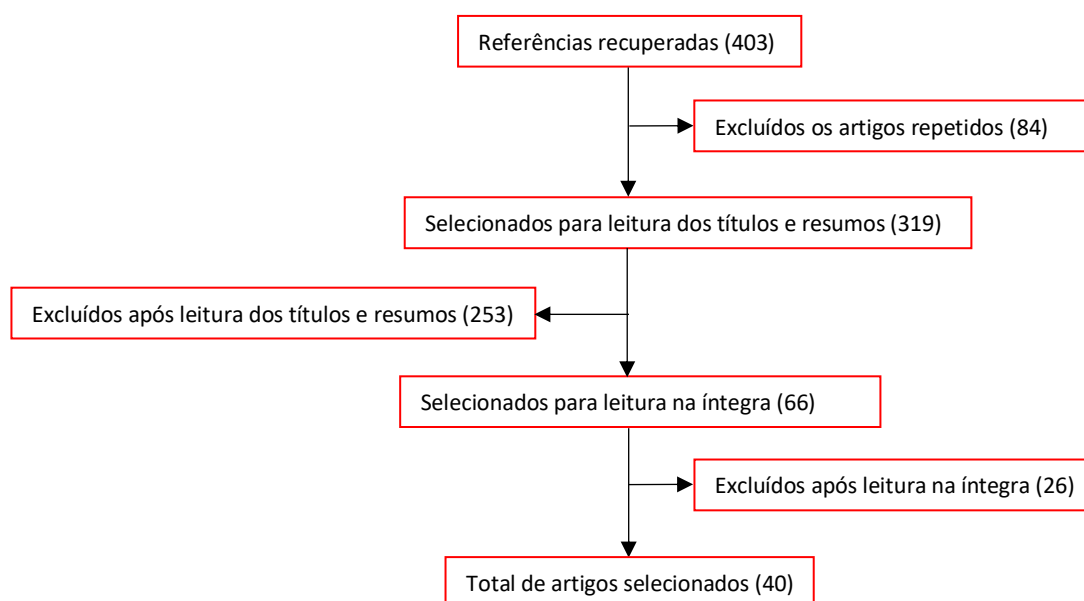 Referências recuperadas (403)
Excluídos os artigos repetidos (84)
Selecionados para leitura dos títulos e resumos (319)
Excluídos após leitura dos títulos e resumos (253)
Selecionados para leitura na íntegra (66)
Excluídos após leitura na íntegra (26)
Total de artigos selecionados (40)